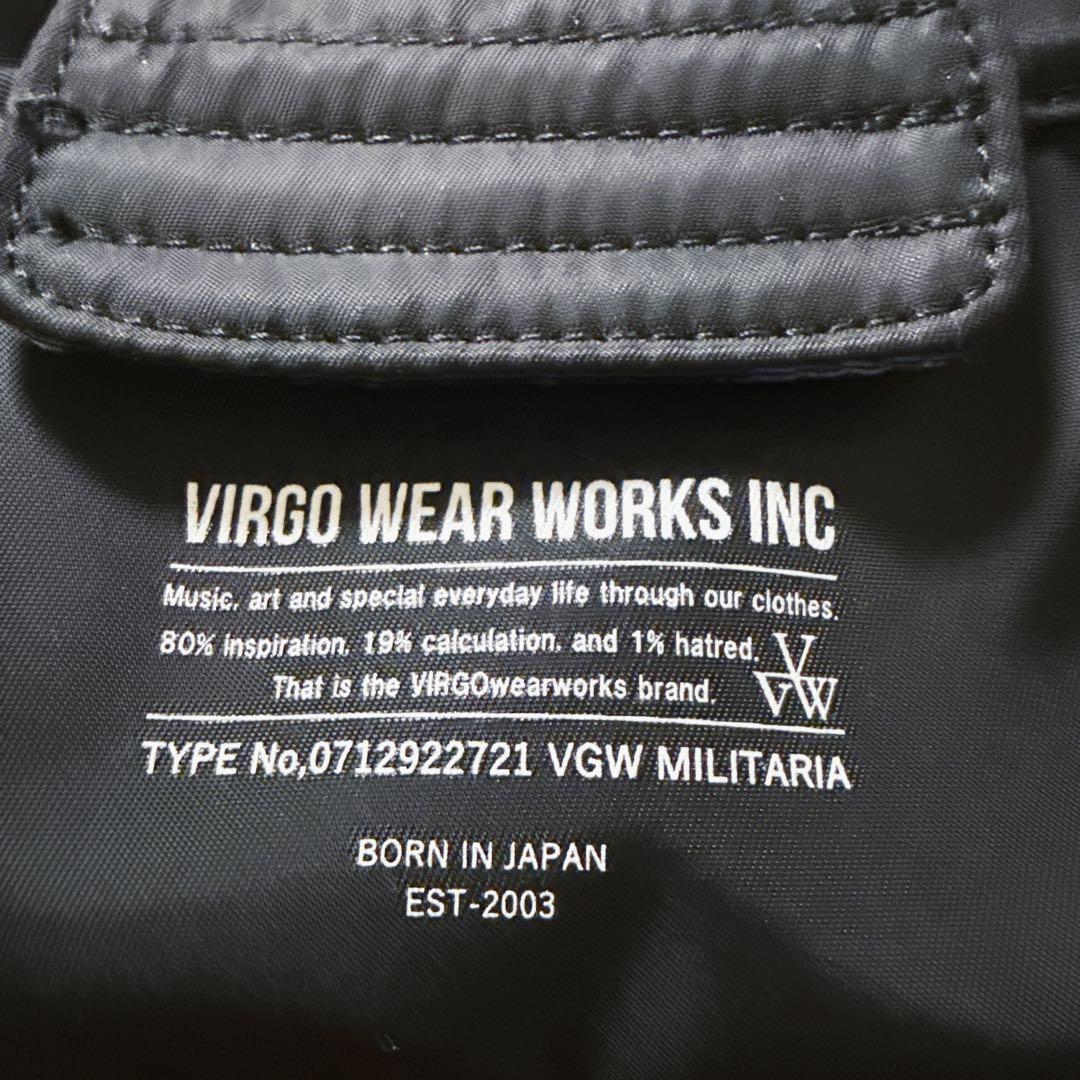 VIRGO WEAR WORKS INC
Music, art and special everyday life through our clothes.
80% inspiration, 19% calculation, and 1% hatred.
That is the VIRGOwearworks brand.
V
VW
TYPE No,0712922721 VGW MILITARIA
BORN IN JAPAN
EST-2003